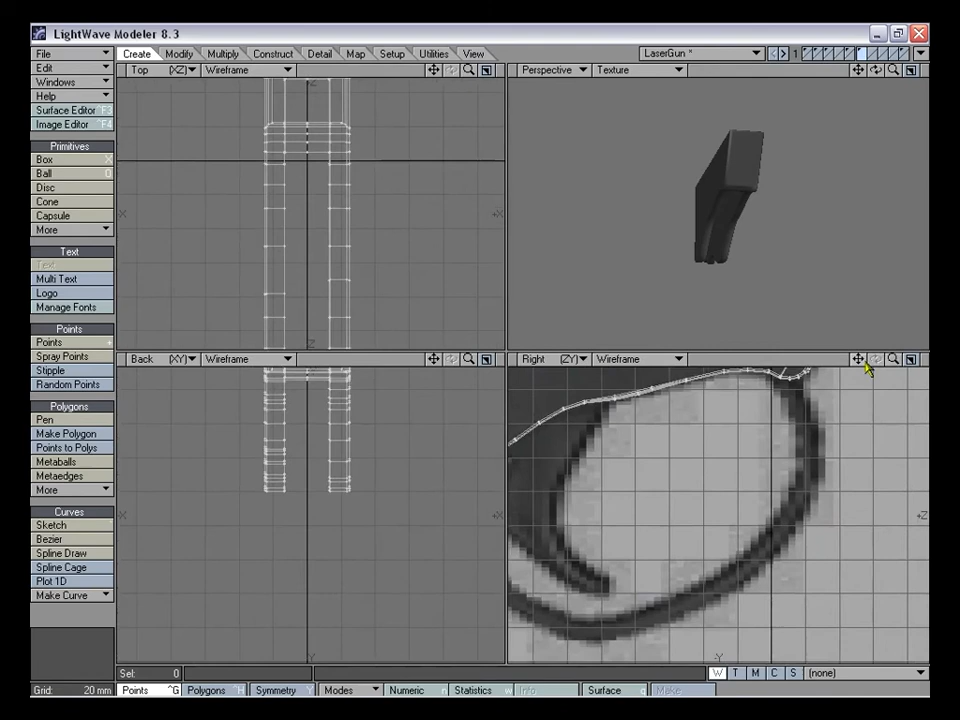 LightWave Modeler 8.3
File
Create Modify Multiply Construct Detail Map Setup Utilities View
LaserGun *
1
Edit
Windows
Help
Surface Editor F3
Image Editor ^F4
Primitives
Box X
Ball O
Disc
Cone
Capsule
More
Text
Text
Multi Text
Logo
Manage Fonts
Points
Points +
Spray Points
Stipple
Random Points
Polygons
Pen
Make Polygon
Points to Polys
Metaballs
Metaedges
More
Curves
Sketch
Bezier
Spline Draw
Spline Cage
Plot 1D
Make Curve
Top (XZ) Wireframe
Perspective Texture
Back (XY) Wireframe
Right (ZY) Wireframe
Sel: 0
W T M C S (none)
Grid: 20 mm
Points ^G
Polygons ^H
Symmetry Y
Modes
Numeric n
Statistics w
Info
Surface q
Make